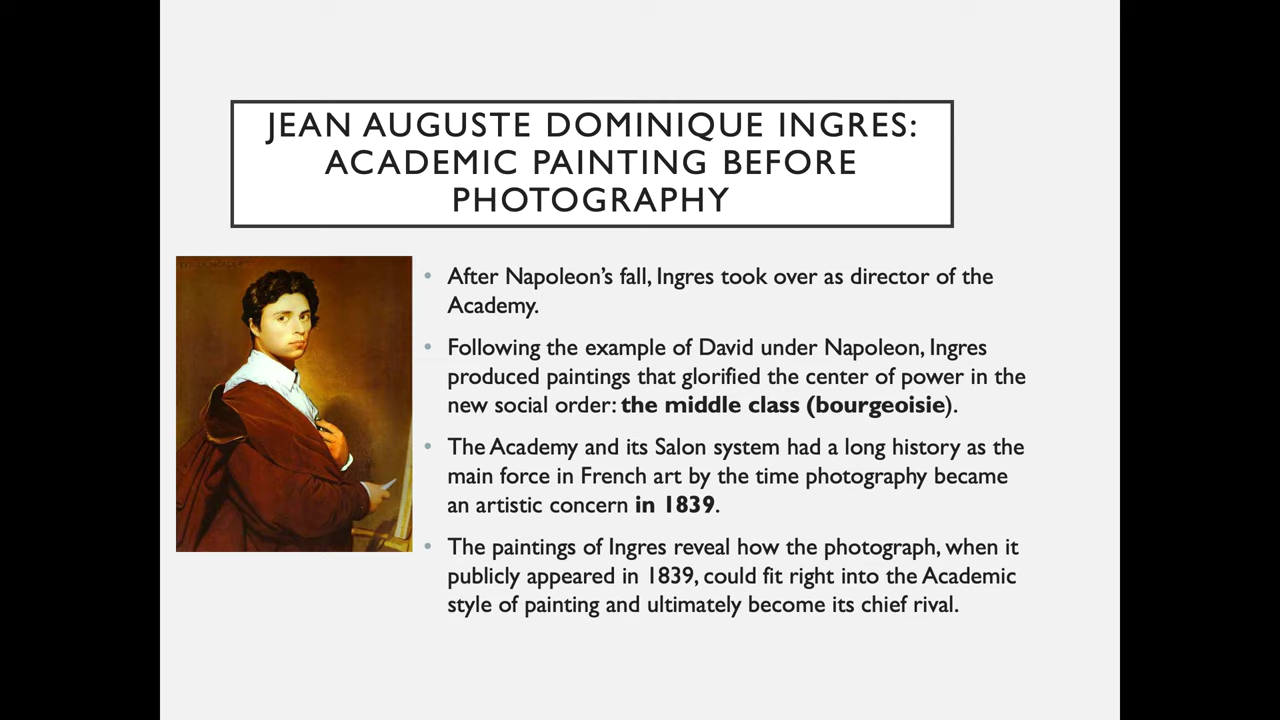 JEAN AUGUSTE DOMINIQUE INGRES:
ACADEMIC PAINTING BEFORE
PHOTOGRAPHY
• After Napoleon's fall, Ingres took over as director of the
Academy.
• Following the example of David under Napoleon, Ingres
produced paintings that glorified the center of power in the
new social order: the middle class (bourgeoisie).
• The Academy and its Salon system had a long history as the
main force in French art by the time photography became
an artistic concern in 1839.
• The paintings of Ingres reveal how the photograph, when it
publicly appeared in 1839, could fit right into the Academic
style of painting and ultimately become its chief rival.